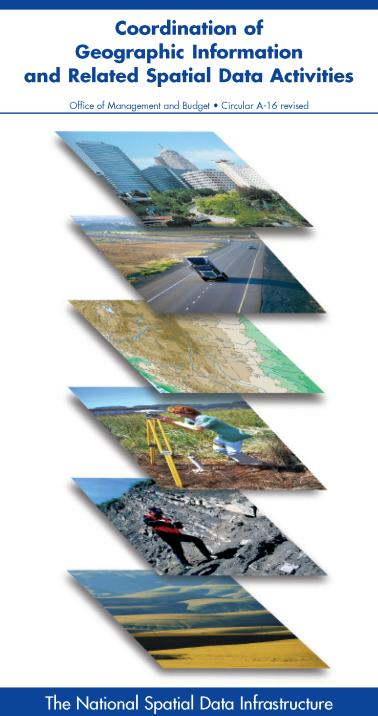 Coordination of
Geographic Information
and Related Spatial Data Activities
Office of Management and Budget • Circular A-16 revised
The National Spatial Data Infrastructure